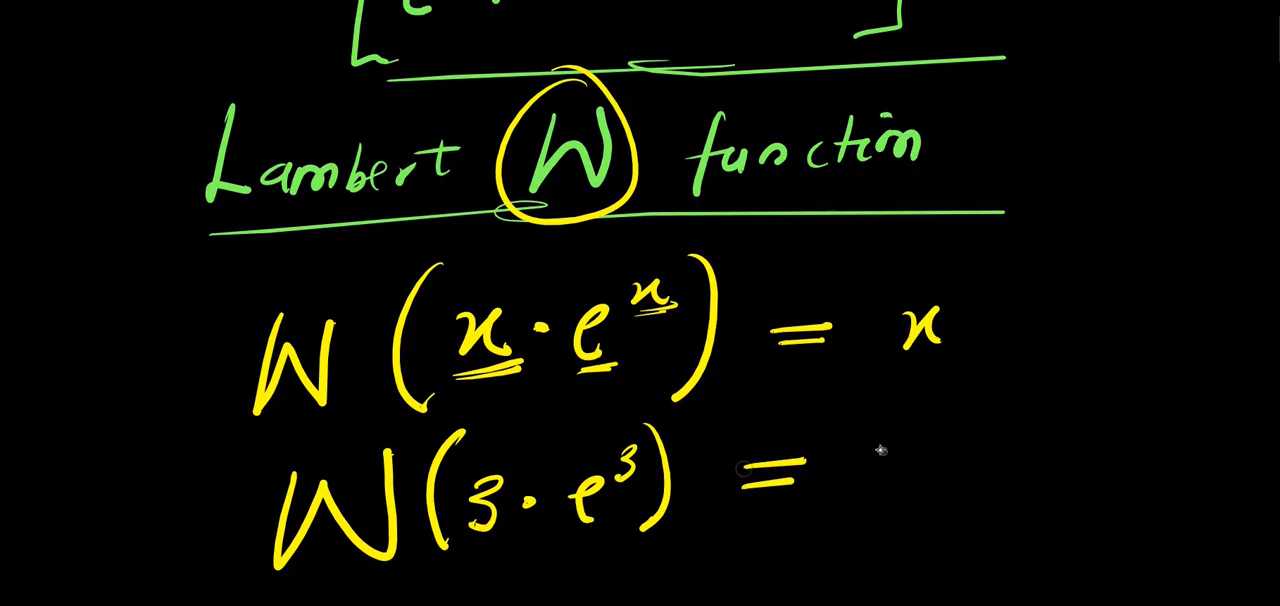 Lambert W function
W (x · e^x) = x
W (3 · e^3) =